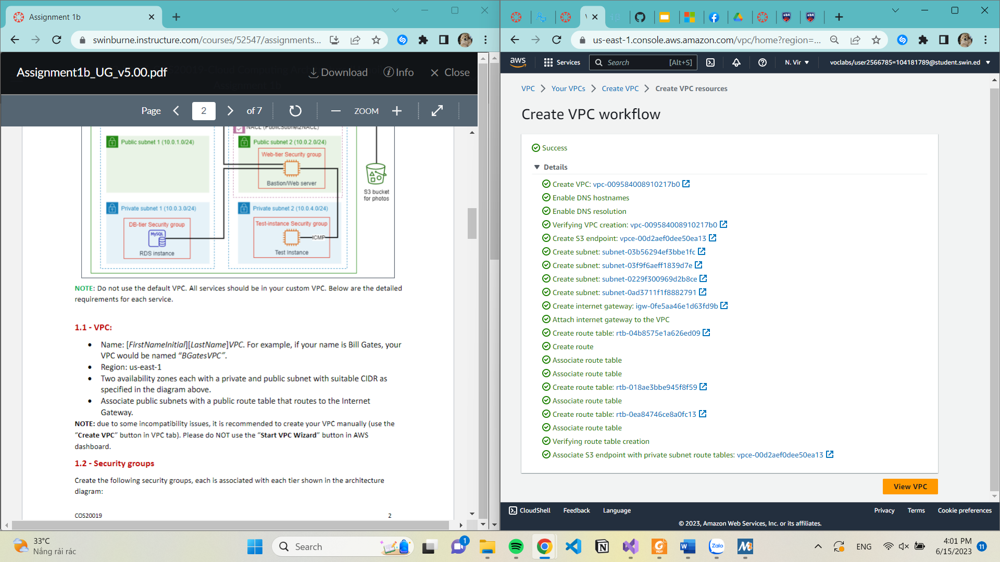 Assignment 1b
swinburne.instructure.com/courses/52547/assignments...
Assignment1b_UG_v5.00.pdf
Download
Info
Close
Page
2
of 7
ZOOM
NACL (PublicSubnet2NACL)
Public subnet 1 (10.0.1.0/24)
Public subnet 2 (10.0.2.0/24)
Web-tier Security group
Bastion/Web server
S3 bucket
for photos
Private subnet 1 (10.0.3.0/24)
Private subnet 2 (10.0.4.0/24)
DB-tier Security group
MySQL
RDS instance
Test-instance Security group
ICMP
Test Instance
NOTE: Do not use the default VPC. All services should be in your custom VPC. Below are the detailed
requirements for each service.
1.1 - VPC:
• Name: [FirstNameInitial][LastName]VPC. For example, if your name is Bill Gates, your
VPC would be named “BGatesVPC”.
• Region: us-east-1
• Two availability zones each with a private and public subnet with suitable CIDR as
specified in the diagram above.
• Associate public subnets with a public route table that routes to the Internet
Gateway.
NOTE: due to some incompatibility issues, it is recommended to create your VPC manually (use the
“Create VPC” button in VPC tab). Please do NOT use the “Start VPC Wizard” button in AWS
dashboard.
1.2 - Security groups
Create the following security groups, each is associated with each tier shown in the architecture
diagram:
COS20019
2
us-east-1.console.aws.amazon.com/vpc/home?region=...
aws
Services
Search
[Alt+S]
N. Vir
voclabs/user2566785=104181789@student.swin.ed
VPC
Your VPCs
Create VPC
Create VPC resources
Create VPC workflow
Success
Details
Create VPC: vpc-009584008910217b0
Enable DNS hostnames
Enable DNS resolution
Verifying VPC creation: vpc-009584008910217b0
Create S3 endpoint: vpce-00d2aef0dee50ea13
Create subnet: subnet-03b56294ef3bbe1fc
Create subnet: subnet-03f9f6aeff1839d7e
Create subnet: subnet-0229f300969d2b8ce
Create subnet: subnet-0ad3711f1f8882791
Create internet gateway: igw-0fe5aa46e1d63fd9b
Attach internet gateway to the VPC
Create route table: rtb-04b8575e1a626ed09
Create route
Associate route table
Associate route table
Create route table: rtb-018ae3bbe945f8f59
Associate route table
Create route table: rtb-0ea84746ce8a0fc13
Associate route table
Verifying route table creation
Associate S3 endpoint with private subnet route tables: vpce-00d2aef0dee50ea13
View VPC
CloudShell
Feedback
Language
Privacy
Terms
Cookie preferences
© 2023, Amazon Web Services, Inc. or its affiliates.
33°C
Nắng rải rác
Search
1
Zalo
ENG
4:01 PM
6/15/2023
11